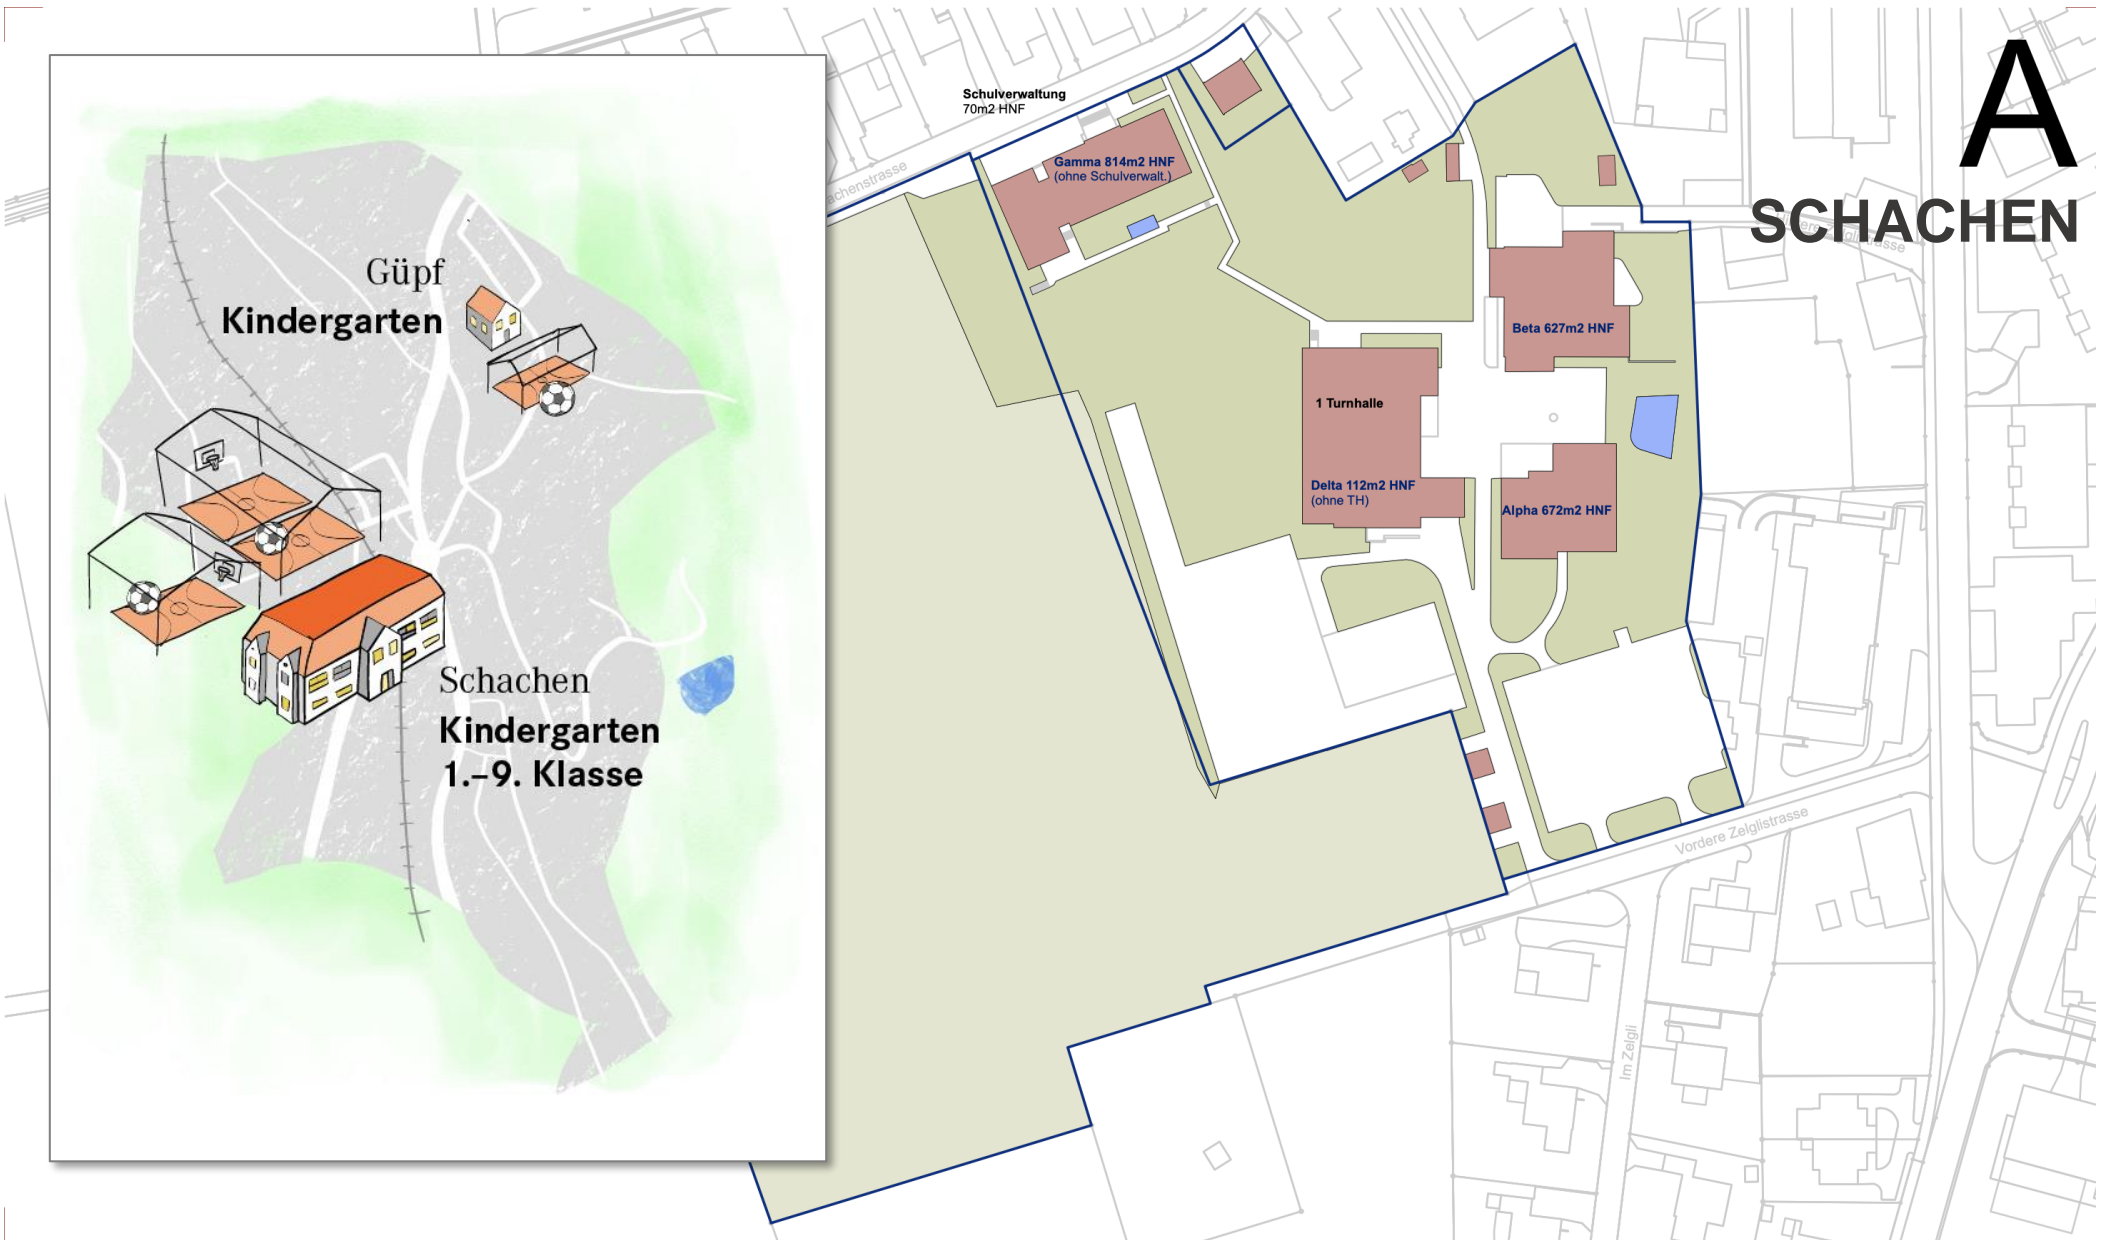 A
SCHACHEN
Güpf
Kindergarten
Schachen
Kindergarten
1.–9. Klasse
Schulverwaltung
70m2 HNF
Gamma 814m2 HNF
(ohne Schulverwalt.)
Beta 627m2 HNF
1 Turnhalle
Delta 112m2 HNF
(ohne TH)
Alpha 672m2 HNF
Vordere Zelglistrasse
Im Zelgli